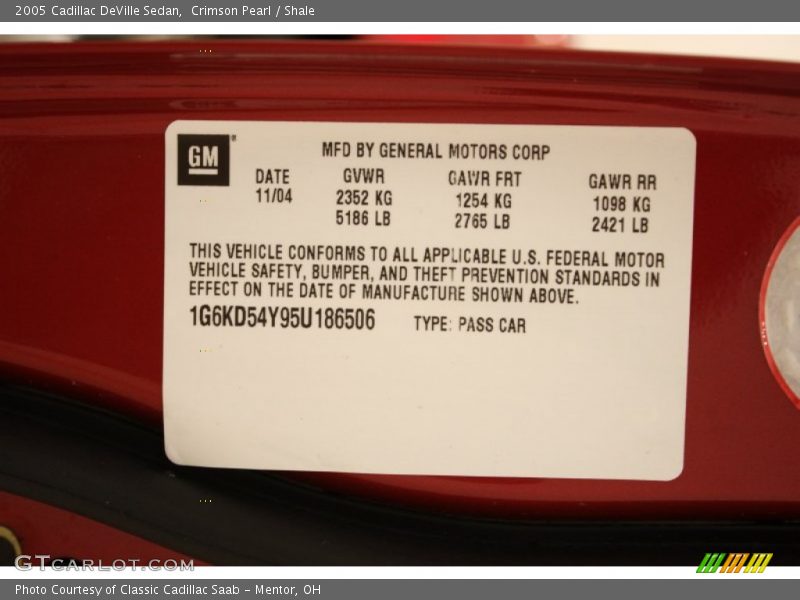 2005 Cadillac DeVille Sedan,  Crimson Pearl / Shale
GM
MFD BY GENERAL MOTORS CORP
DATE GVWR GAWR FRT GAWR RR
11/04 2352 KG 1254 KG 1098 KG
5186 LB 2765 LB 2421 LB
THIS VEHICLE CONFORMS TO ALL APPLICABLE U.S. FEDERAL MOTOR
VEHICLE SAFETY, BUMPER, AND THEFT PREVENTION STANDARDS IN
EFFECT ON THE DATE OF MANUFACTURE SHOWN ABOVE.
1G6KD54Y95U186506 TYPE: PASS CAR
GTCARLOT.COM
Photo Courtesy of Classic Cadillac Saab – Mentor, OH